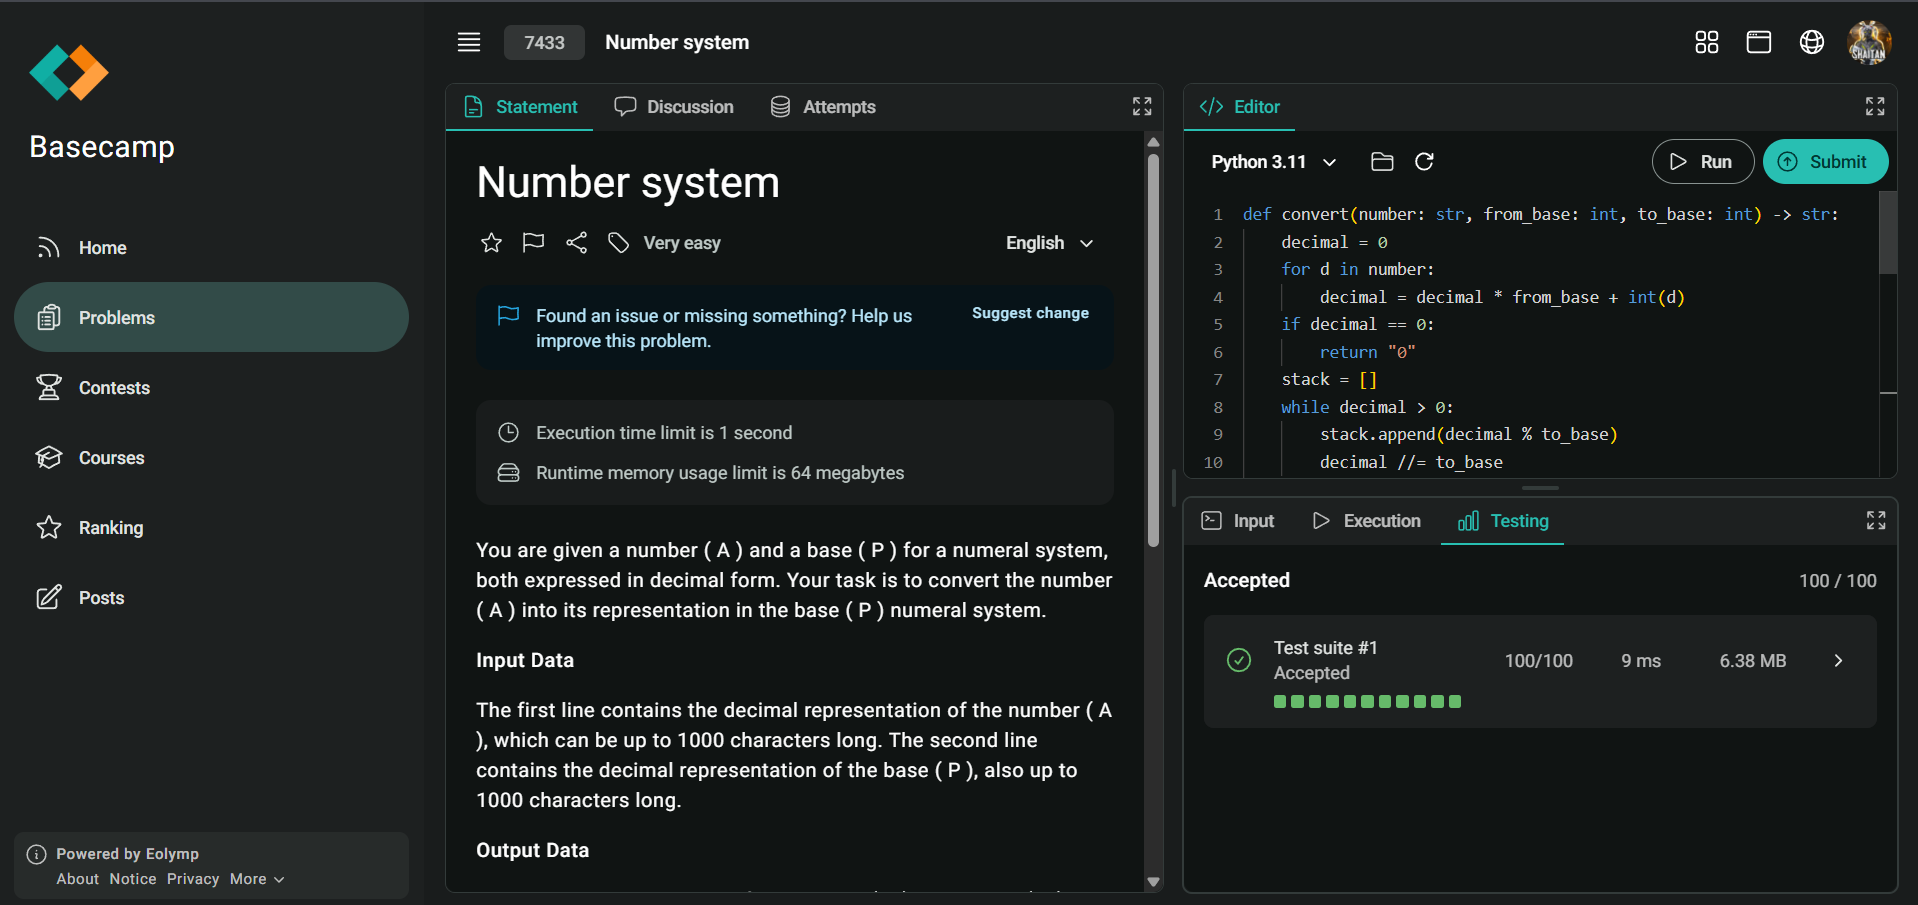 Basecamp
Home
Problems
Contests
Courses
Ranking
Posts
Powered by Eolymp
About Notice Privacy More
7433 Number system
SHAITAN
Statement Discussion Attempts
Number system
Very easy English
Found an issue or missing something? Help us
improve this problem.
Suggest change
Execution time limit is 1 second
Runtime memory usage limit is 64 megabytes
You are given a number ( A ) and a base ( P ) for a numeral system,
both expressed in decimal form. Your task is to convert the number
( A ) into its representation in the base ( P ) numeral system.
Input Data
The first line contains the decimal representation of the number ( A
), which can be up to 1000 characters long. The second line
contains the decimal representation of the base ( P ), also up to
1000 characters long.
Output Data
Editor
Python 3.11 Run Submit
1 def convert(number: str, from_base: int, to_base: int) -> str:
2 decimal = 0
3 for d in number:
4 decimal = decimal * from_base + int(d)
5 if decimal == 0:
6 return "0"
7 stack = []
8 while decimal > 0:
9 stack.append(decimal % to_base)
10 decimal //= to_base
Input Execution Testing
Accepted 100 / 100
Test suite #1
Accepted
100/100 9 ms 6.38 MB